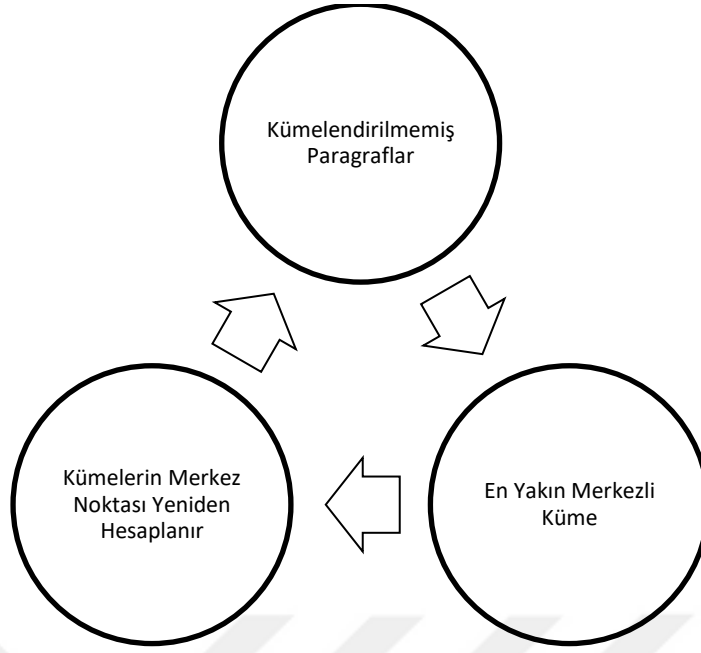 Kümelendirilmemiş
Paragraflar
Kümelerin Merkez
Noktası Yeniden
Hesaplanır
En Yakın Merkezli
Küme